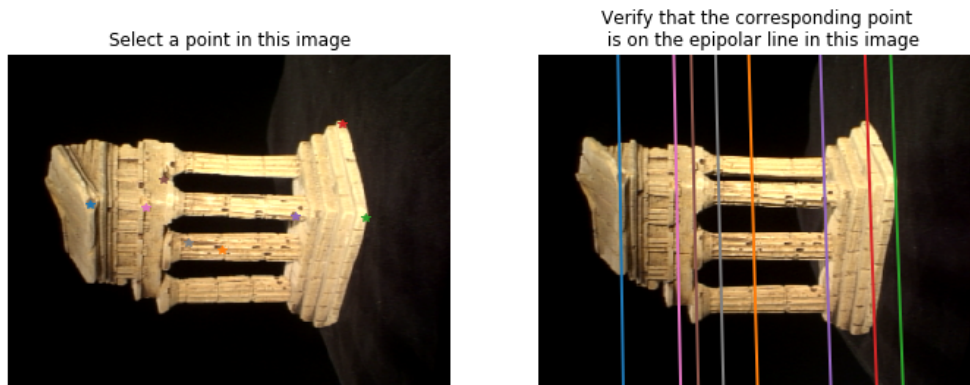 Select a point in this image
Verify that the corresponding point
is on the epipolar line in this image